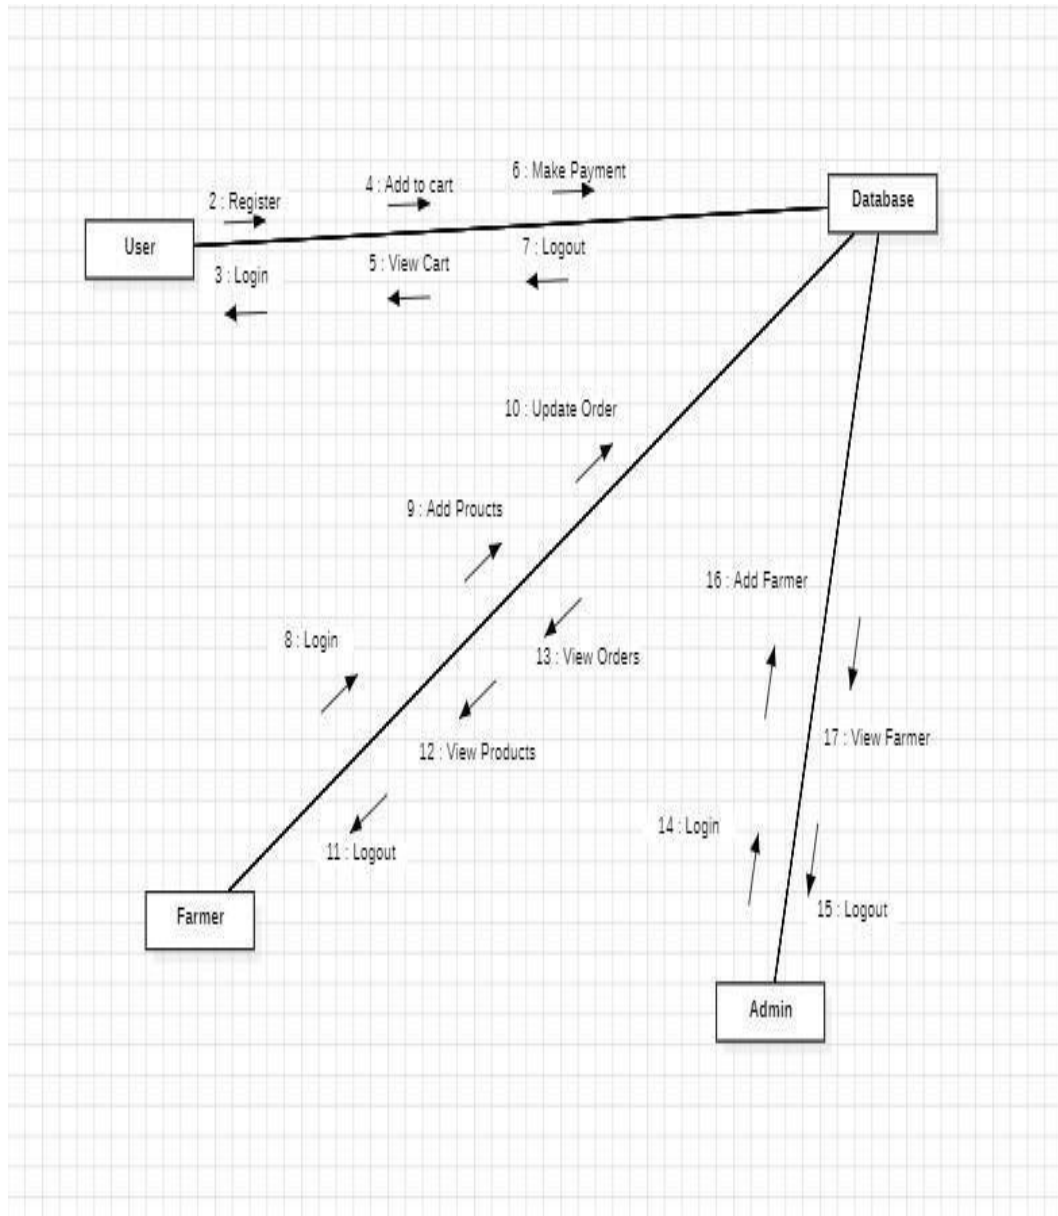 6 : Make Payment
4 : Add to cart
2 : Register
Database
User
7 : Logout
5 : View Cart
3 : Login
10 : Update Order
9 : Add Proucts
16 : Add Farmer
8 : Login
13 : View Orders
17 : View Farmer
12 : View Products
14 : Login
11 : Logout
15 : Logout
Farmer
Admin